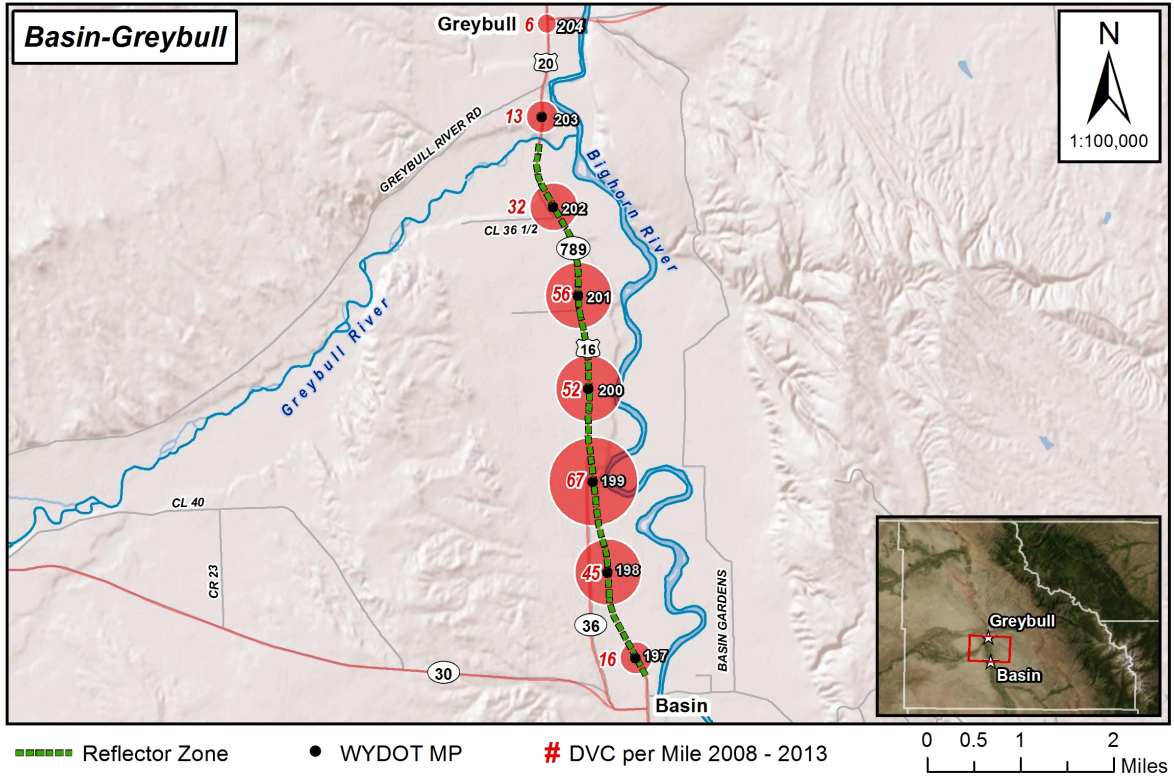 Basin-Greybull
Greybull 6 204
20
N
1:100,000
13 203
GREYBULL RIVER RD
Bighorn River
32 202
CL 36 1/2
789
56 201
Greybull River
16
52 200
67 199
CL 40
45 198
CR 23
BASIN GARDENS
36
16 197
30
Basin
Greybull
Basin
Reflector Zone
WYDOT MP
# DVC per Mile 2008 - 2013
0 0.5 1 2
Miles